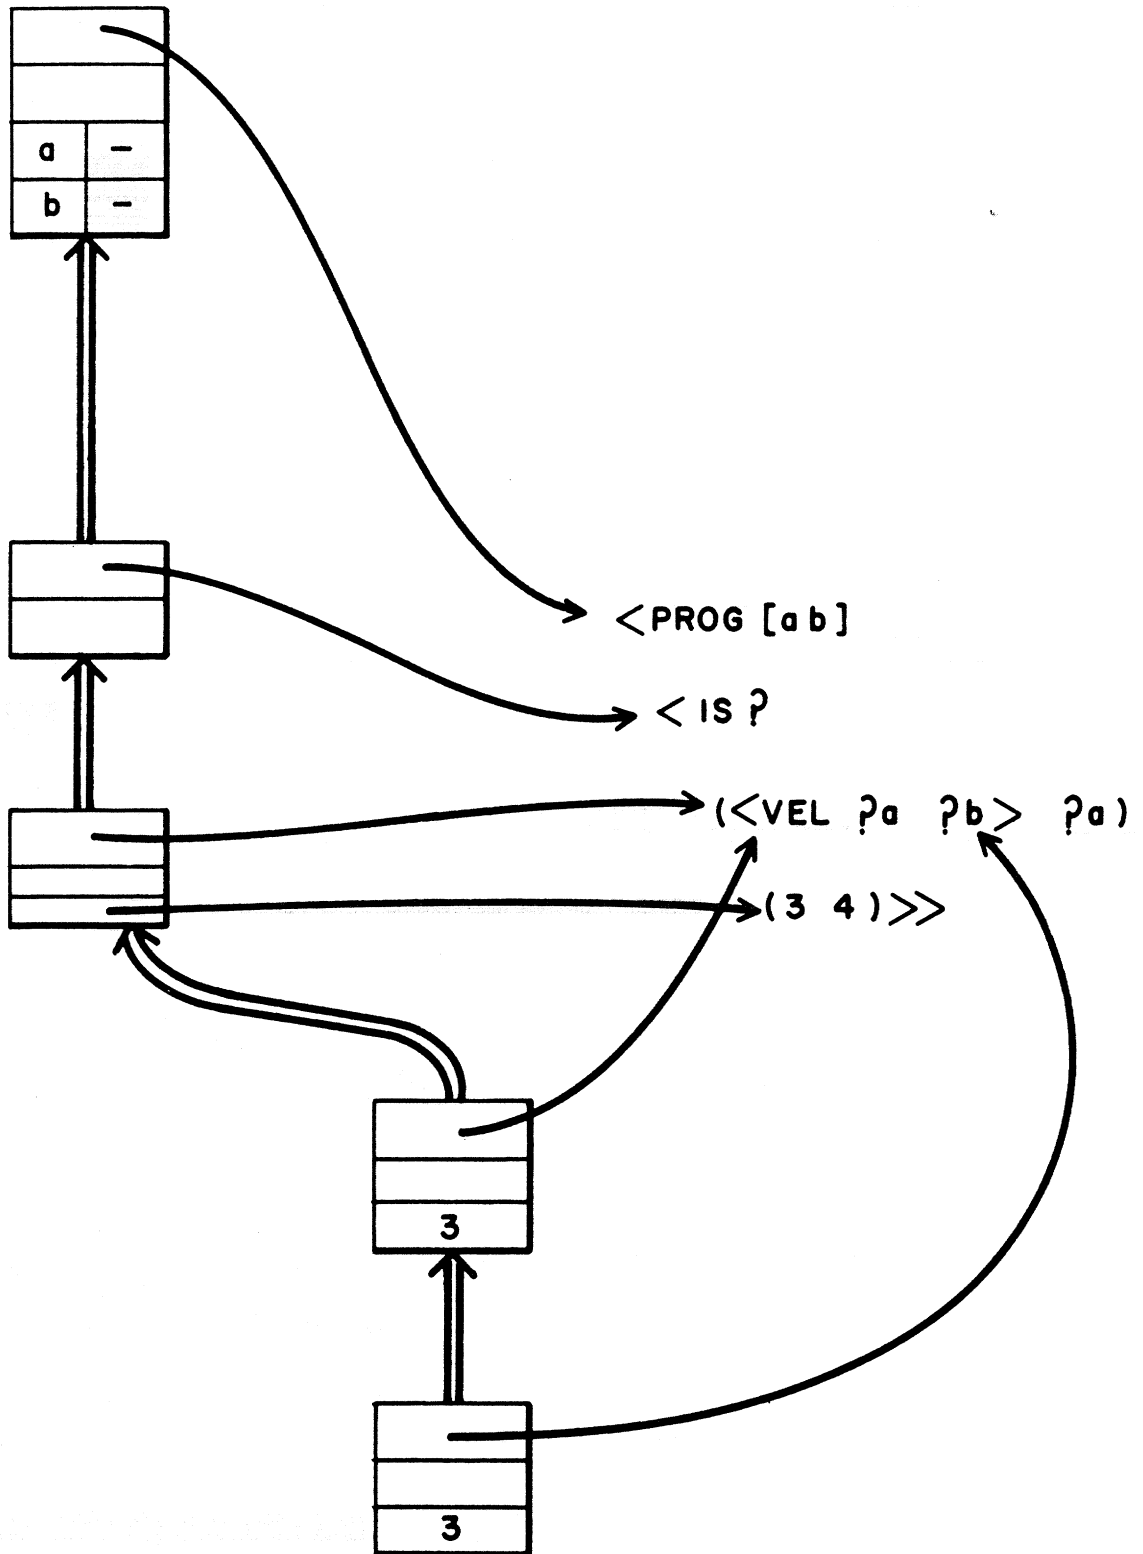 a -
b -
<PROG [a b]
< IS ?
(<VEL ?a ?b> ?a)
(3 4)>>
3
3